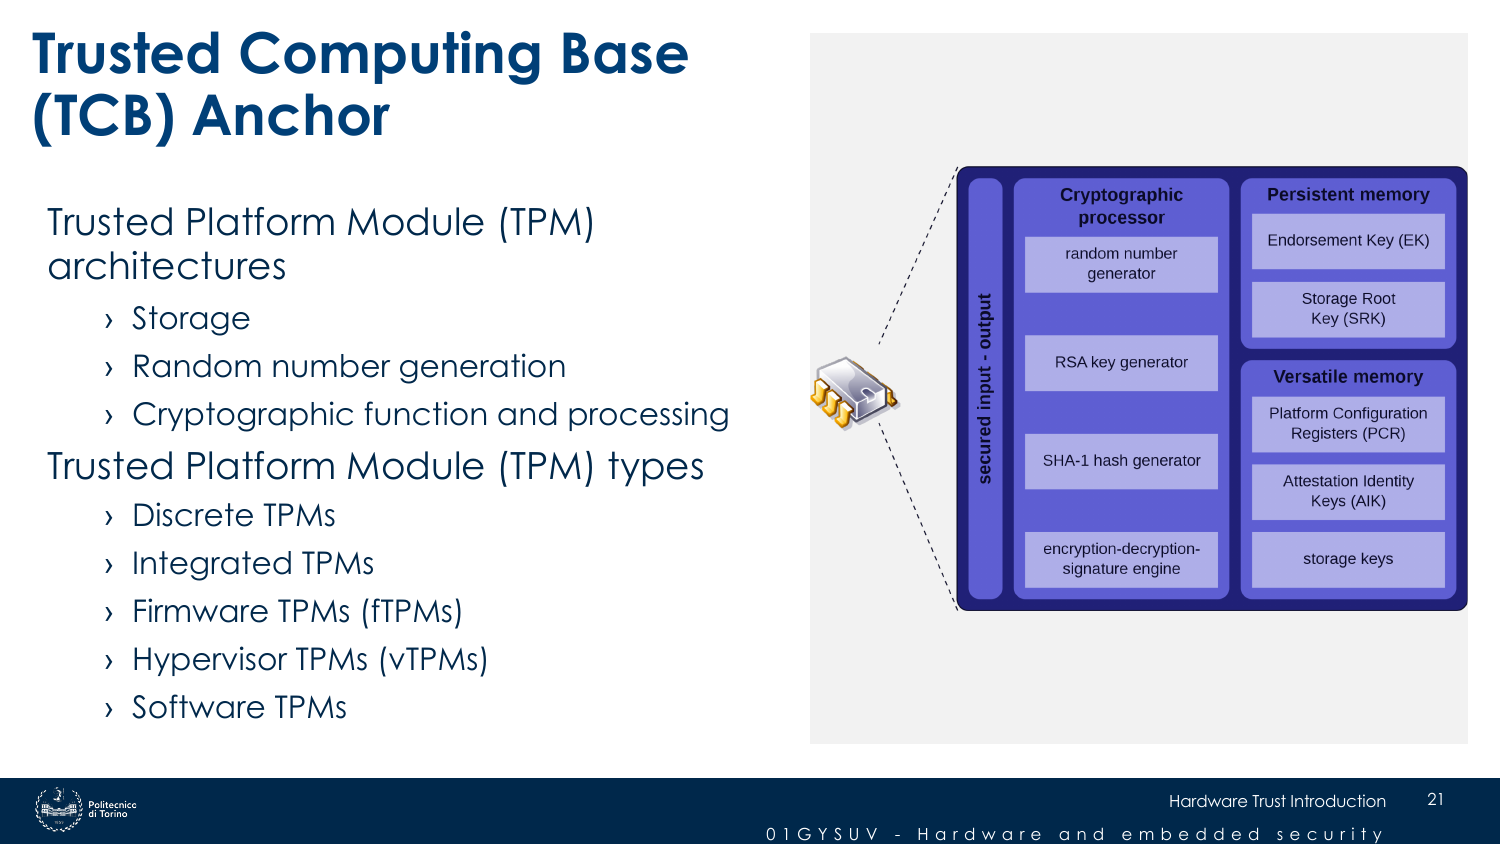 Trusted Computing Base
(TCB) Anchor
Trusted Platform Module (TPM)
architectures
› Storage
› Random number generation
› Cryptographic function and processing
Trusted Platform Module (TPM) types
› Discrete TPMs
› Integrated TPMs
› Firmware TPMs (fTPMs)
› Hypervisor TPMs (vTPMs)
› Software TPMs
secured input - output
Cryptographic
processor
random number
generator
RSA key generator
SHA-1 hash generator
encryption-decryption-
signature engine
Persistent memory
Endorsement Key (EK)
Storage Root
Key (SRK)
Versatile memory
Platform Configuration
Registers (PCR)
Attestation Identity
Keys (AIK)
storage keys
Politecnico
di Torino
Hardware Trust Introduction
21
01GYSUV - Hardware and embedded security